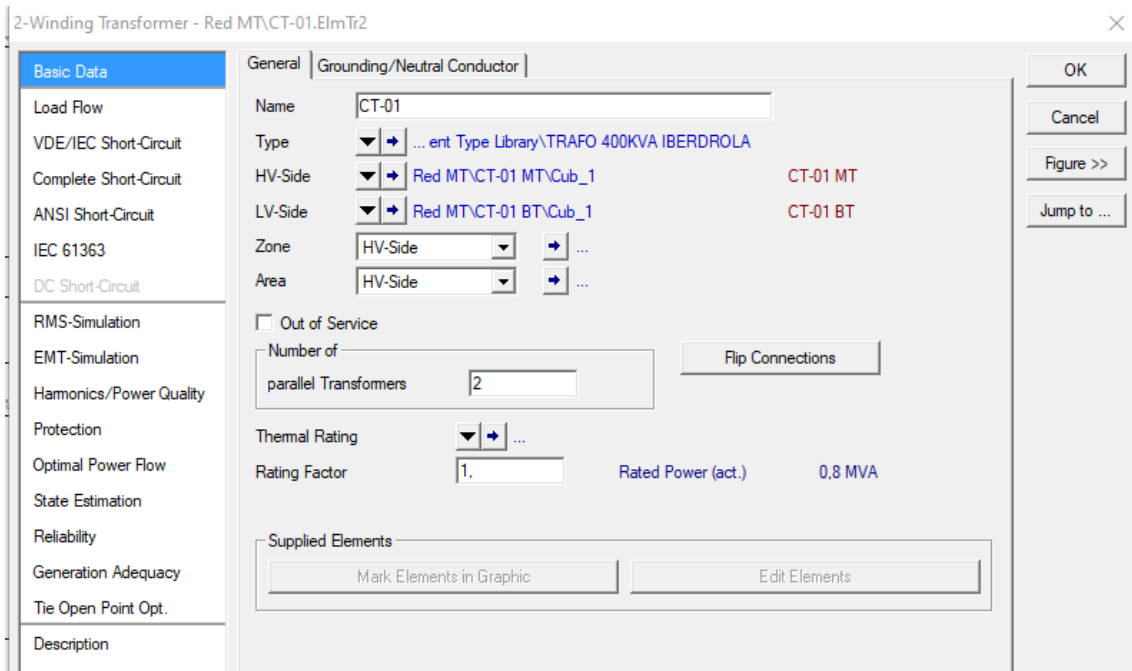 2-Winding Transformer - Red MT\CT-01.ElmTr2
Basic Data
Load Flow
VDE/IEC Short-Circuit
Complete Short-Circuit
ANSI Short-Circuit
IEC 61363
DC Short-Circuit
RMS-Simulation
EMT-Simulation
Harmonics/Power Quality
Protection
Optimal Power Flow
State Estimation
Reliability
Generation Adequacy
Tie Open Point Opt.
Description
General Grounding/Neutral Conductor
Name CT-01
Type ... ent Type Library\TRAFO 400KVA IBERDROLA
HV-Side Red MT\CT-01 MT\Cub_1 CT-01 MT
LV-Side Red MT\CT-01 BT\Cub_1 CT-01 BT
Zone HV-Side ...
Area HV-Side ...
Out of Service
Number of
parallel Transformers 2
Flip Connections
Thermal Rating ...
Rating Factor 1, Rated Power (act.) 0,8 MVA
Supplied Elements
Mark Elements in Graphic Edit Elements
OK
Cancel
Figure >>
Jump to ...